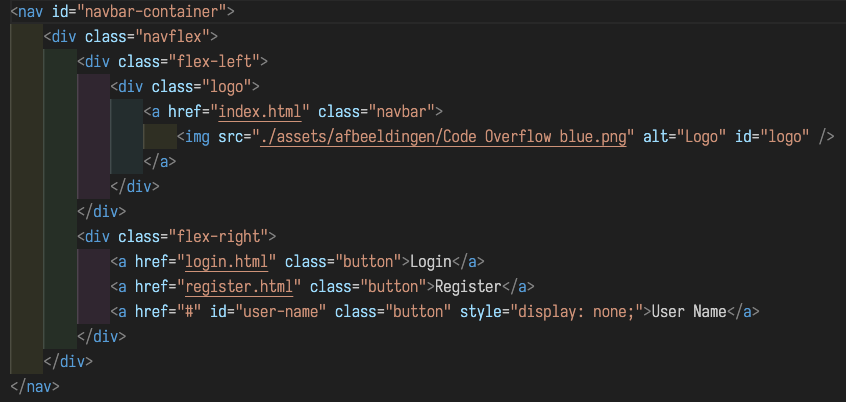 <nav id="navbar-container">
<div class="navflex">
<div class="flex-left">
<div class="logo">
<a href="index.html" class="navbar">
<img src="./assets/afbeeldingen/Code Overflow blue.png" alt="Logo" id="logo" />
</a>
</div>
</div>
<div class="flex-right">
<a href="login.html" class="button">Login</a>
<a href="register.html" class="button">Register</a>
<a href="#" id="user-name" class="button" style="display: none;">User Name</a>
</div>
</div>
</nav>